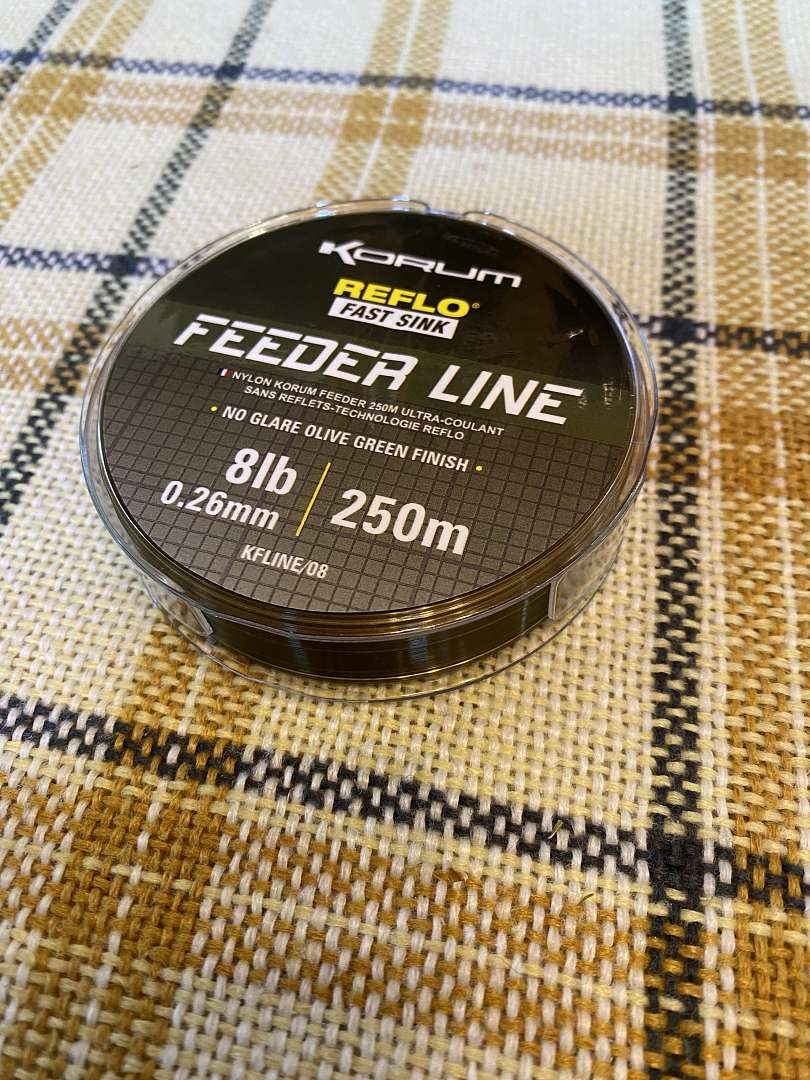 KORUM
REFLO®
FAST SINK
FEEDER LINE
NYLON KORUM FEEDER 250M ULTRA-COULANT
SANS REFLETS-TECHNOLOGIE REFLO
• NO GLARE OLIVE GREEN FINISH •
8lb
0.26mm
250m
KFLINE/08